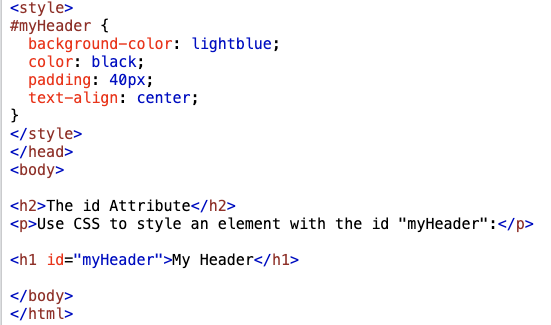 <style>
#myHeader {
  background-color: lightblue;
  color: black;
  padding: 40px;
  text-align: center;
}
</style>
</head>
<body>

<h2>The id Attribute</h2>
<p>Use CSS to style an element with the id "myHeader":</p>

<h1 id="myHeader">My Header</h1>

</body>
</html>